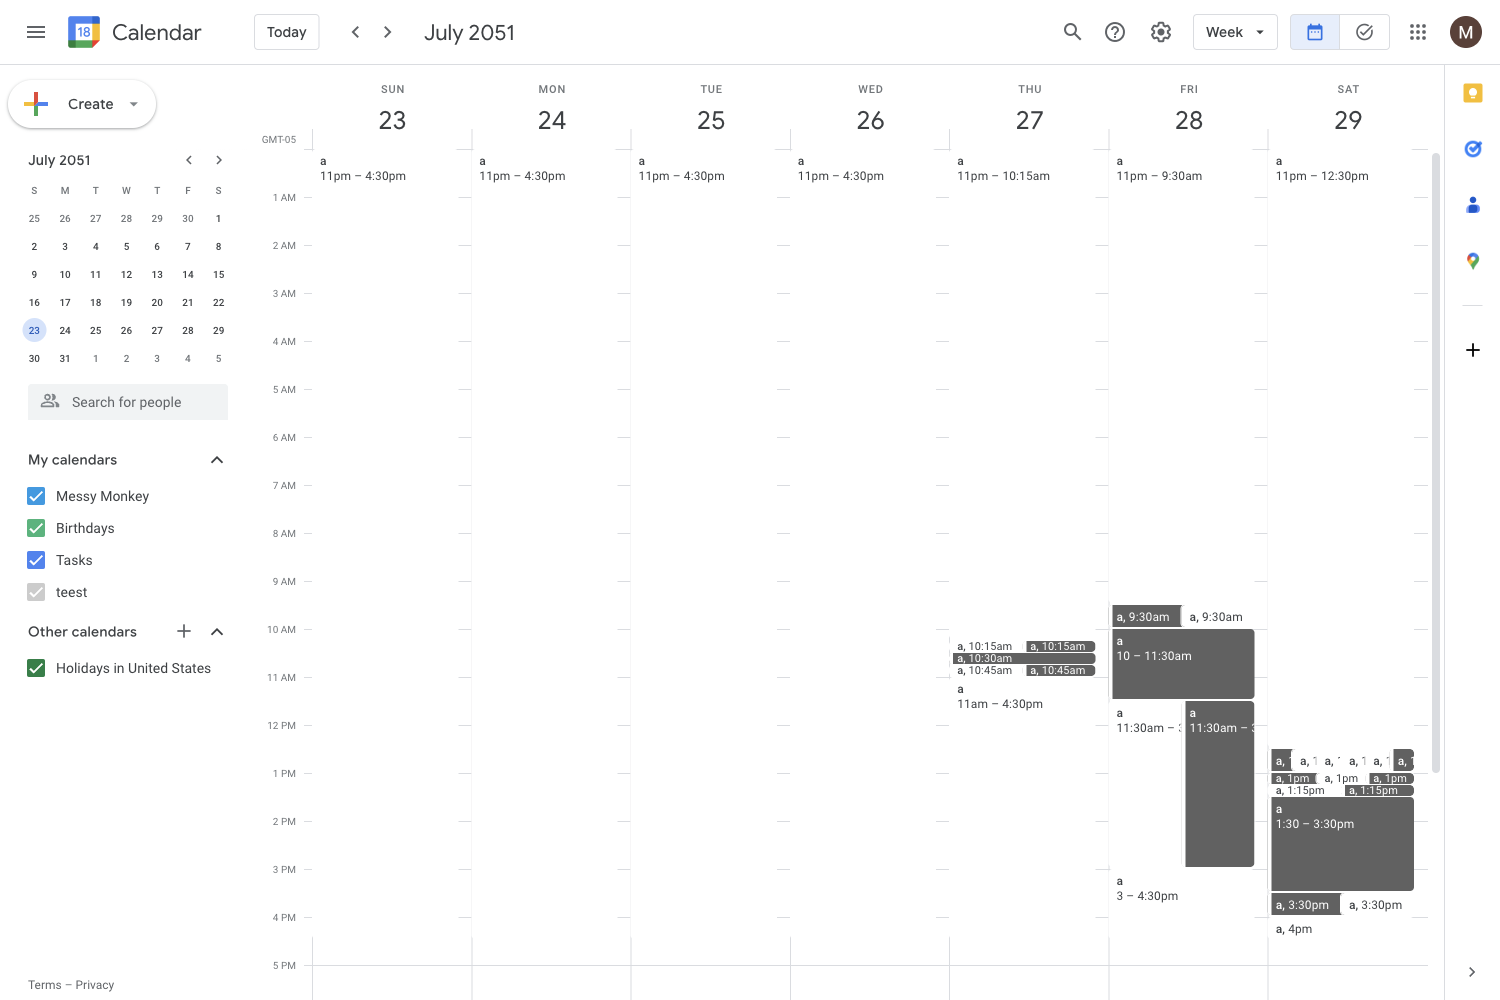 18 Calendar
Today
July 2051
Week
M
Create
July 2051
S M T W T F S
25 26 27 28 29 30 1
2 3 4 5 6 7 8
9 10 11 12 13 14 15
16 17 18 19 20 21 22
23 24 25 26 27 28 29
30 31 1 2 3 4 5
Search for people
My calendars
Messy Monkey
Birthdays
Tasks
teest
Other calendars
Holidays in United States
Terms – Privacy
SUN MON TUE WED THU FRI SAT
23 24 25 26 27 28 29
GMT-05
1 AM
2 AM
3 AM
4 AM
5 AM
6 AM
7 AM
8 AM
9 AM
10 AM
11 AM
12 PM
1 PM
2 PM
3 PM
4 PM
5 PM
a
11pm – 4:30pm
a
11pm – 4:30pm
a
11pm – 4:30pm
a
11pm – 4:30pm
a
11pm – 10:15am
a, 10:15am
a, 10:15am
a, 10:30am
a, 10:45am
a, 10:45am
a
11am – 4:30pm
a
11pm – 9:30am
a, 9:30am
a, 9:30am
a
10 – 11:30am
a
11:30am –
a
11:30am –
a
3 – 4:30pm
a
11pm – 12:30pm
a,
a,
a,
a,
a,
a,
a, 1pm
a, 1pm
a, 1pm
a, 1:15pm
a, 1:15pm
a
1:30 – 3:30pm
a, 3:30pm
a, 3:30pm
a, 4pm